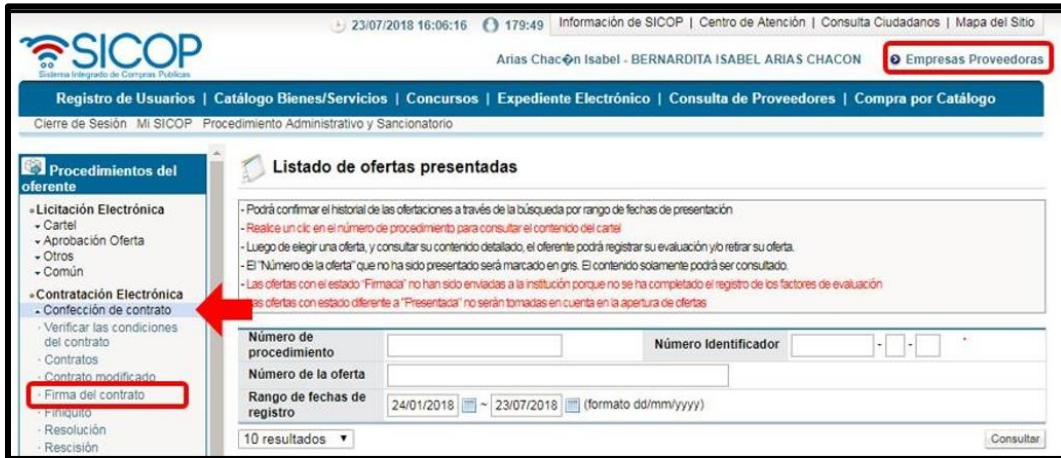 23/07/2018 16:06:16 179:49 Información de SICOP | Centro de Atención | Consulta Ciudadanos | Mapa del Sitio
SICOP
Sistema Integrado de Compras Públicas
Arias Chac�n Isabel - BERNARDITA ISABEL ARIAS CHACON Empresas Proveedoras
Registro de Usuarios | Catálogo Bienes/Servicios | Concursos | Expediente Electrónico | Consulta de Proveedores | Compra por Catálogo
Cierre de Sesión Mi SICOP Procedimiento Administrativo y Sancionatorio
Procedimientos del
oferente
Licitación Electrónica
Cartel
Aprobación Oferta
Otros
Común
Contratación Electrónica
Confección de contrato
Verificar las condiciones
del contrato
Contratos
Contrato modificado
Firma del contrato
Finiquito
Resolución
Rescisión
Listado de ofertas presentadas
- Podrá confirmar el historial de las ofertaciones a través de la búsqueda por rango de fechas de presentación
- Realce un clic en el número de procedimiento para consultar el contenido del cartel
- Luego de elegir una oferta, y consultar su contenido detallado, el oferente podrá registrar su evaluación y/o retirar su oferta.
- El "Número de la oferta" que no ha sido presentado será marcado en gris. El contenido solamente podrá ser consultado.
- Las ofertas con el estado "Firmada" no han sido enviadas a la institución porque no se ha completado el registro de los factores de evaluación
Las ofertas con estado diferente a "Presentada" no serán tomadas en cuenta en la apertura de ofertas
Número de
procedimiento
Número Identificador - -
Número de la oferta
Rango de fechas de
registro
24/01/2018 ~ 23/07/2018 (formato dd/mm/yyyy)
10 resultados Consultar